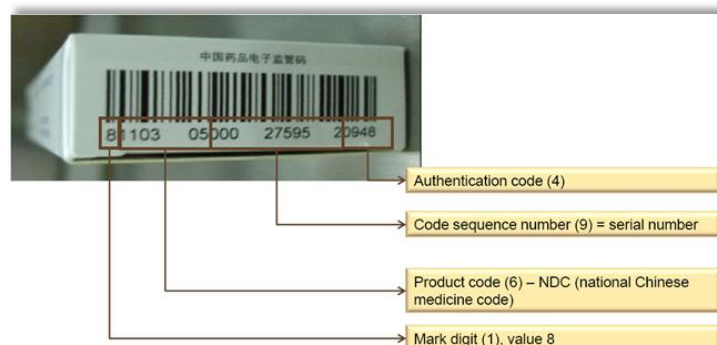 中国药品电子监管码
81103 05000 27595 20948
Authentication code (4)
Code sequence number (9) = serial number
Product code (6) – NDC (national Chinese
medicine code)
Mark digit (1), value 8